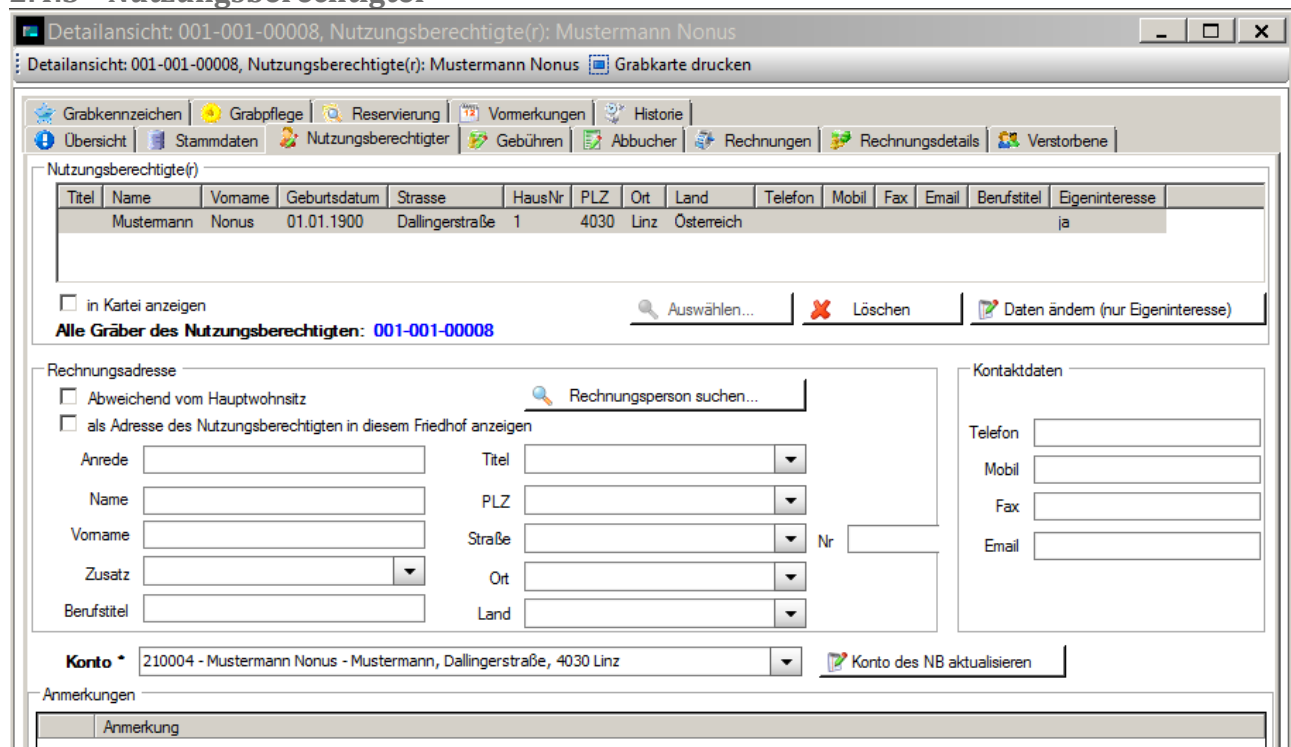 Detailansicht: 001-001-00008, Nutzungsberechtigte(r): Mustermann Nonus
Detailansicht: 001-001-00008, Nutzungsberechtigte(r): Mustermann Nonus Grabkarte drucken
Grabkennzeichen Grabpflege Reservierung Vormerkungen Historie
Übersicht Stammdaten Nutzungsberechtigter Gebühren Abbucher Rechnungen Rechnungsdetails Verstorbene
Nutzungsberechtigte(r)
Titel Name Vorname Geburtsdatum Strasse HausNr PLZ Ort Land Telefon Mobil Fax Email Berufstitel Eigeninteresse
Mustermann Nonus 01.01.1900 Dallingerstraße 1 4030 Linz Österreich ja
in Kartei anzeigen
Auswählen... Löschen Daten ändern (nur Eigeninteresse)
Alle Gräber des Nutzungsberechtigten: 001-001-00008
Rechnungsadresse
Kontaktdaten
Abweichend vom Hauptwohnsitz
Rechnungsperson suchen...
als Adresse des Nutzungsberechtigten in diesem Friedhof anzeigen
Anrede Titel
Name PLZ
Vorname Straße Nr
Zusatz Ort
Berufstitel Land
Telefon
Mobil
Fax
Email
Konto * 210004 - Mustermann Nonus - Mustermann, Dallingerstraße, 4030 Linz Konto des NB aktualisieren
Anmerkungen
Anmerkung